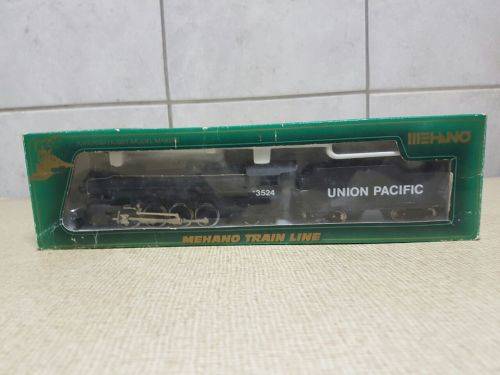 MEHANO
3524
UNION PACIFIC
MEHANO TRAIN LINE